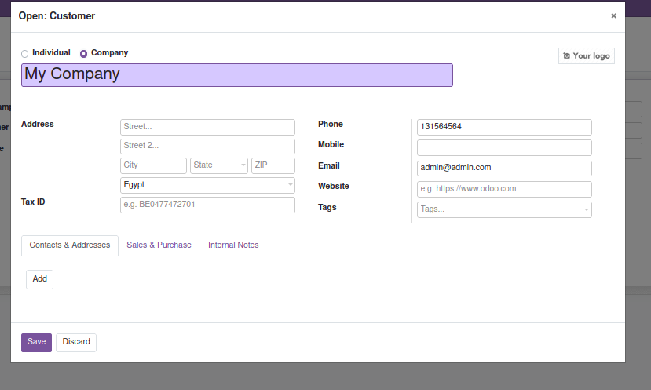 Open: Customer
×
Individual Company
Your logo
My Company
Address
Street...
Street 2...
City State ZIP
Egypt
Tax ID
e.g. BE0477472701
Phone
+31564564
Mobile
Email
admin@admin.com
Website
e.g. https://www.odoo.com
Tags
Tags...
Contacts & Addresses Sales & Purchase Internal Notes
Add
Save Discard